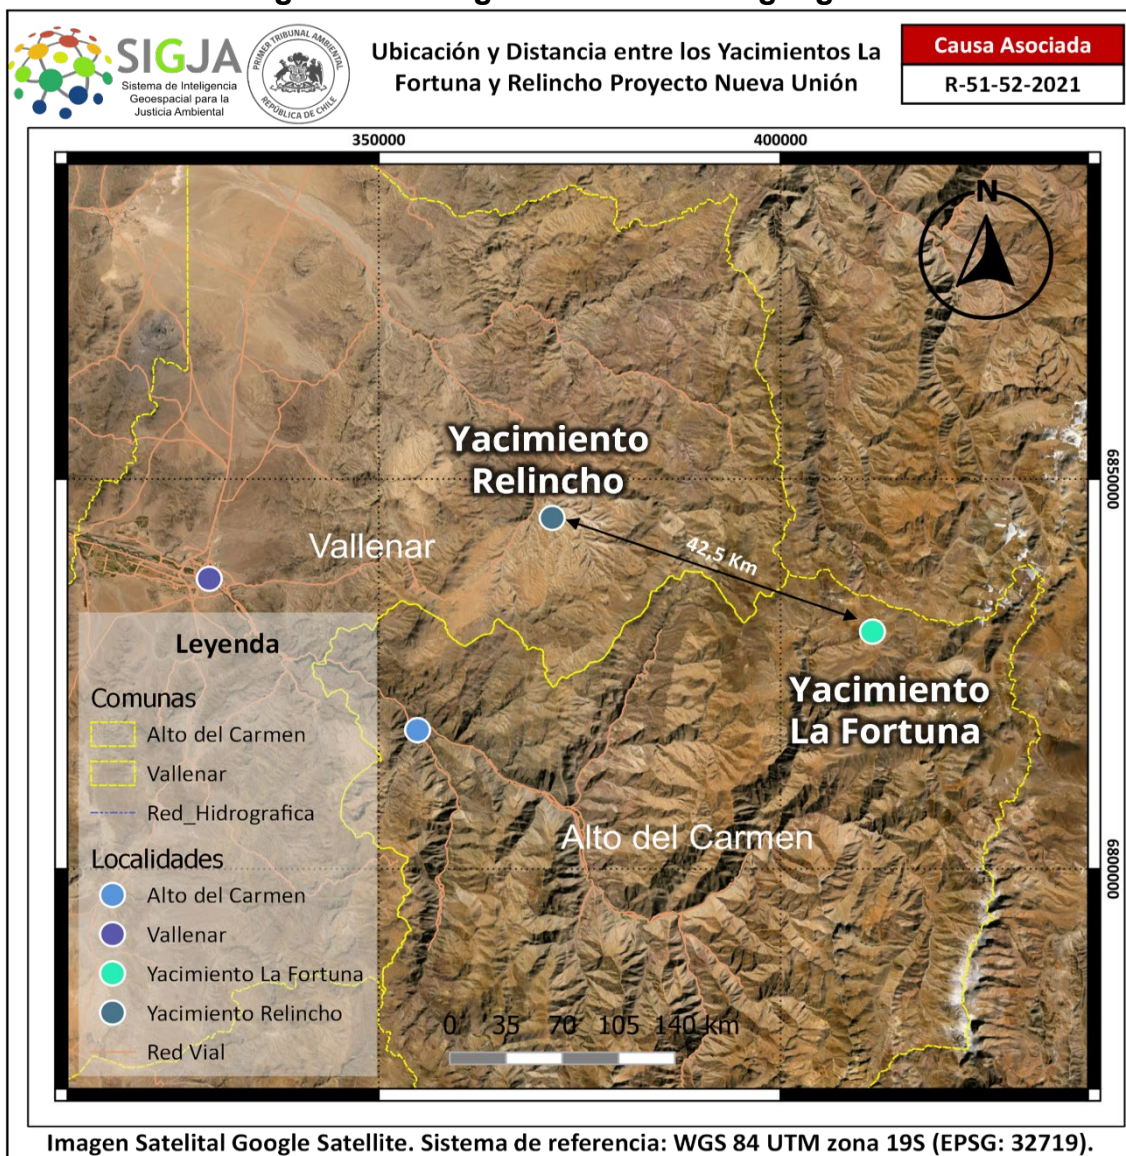 SIGJA
Sistema de Inteligencia
Geoespacial para la
Justicia Ambiental
PRIMER TRIBUNAL AMBIENTAL
REPÚBLICA DE CHILE
Ubicación y Distancia entre los Yacimientos La
Fortuna y Relincho Proyecto Nueva Unión
Causa Asociada
R-51-52-2021
350000
400000
N
Yacimiento
Relincho
6850000
Vallenar
42,5 Km
Yacimiento
La Fortuna
Alto del Carmen
6800000
Leyenda
Comunas
Alto del Carmen
Vallenar
Red_Hidrografica
Localidades
Alto del Carmen
Vallenar
Yacimiento La Fortuna
Yacimiento Relincho
Red Vial
0 35 70 105 140 km
Imagen Satelital Google Satellite. Sistema de referencia: WGS 84 UTM zona 19S (EPSG: 32719).